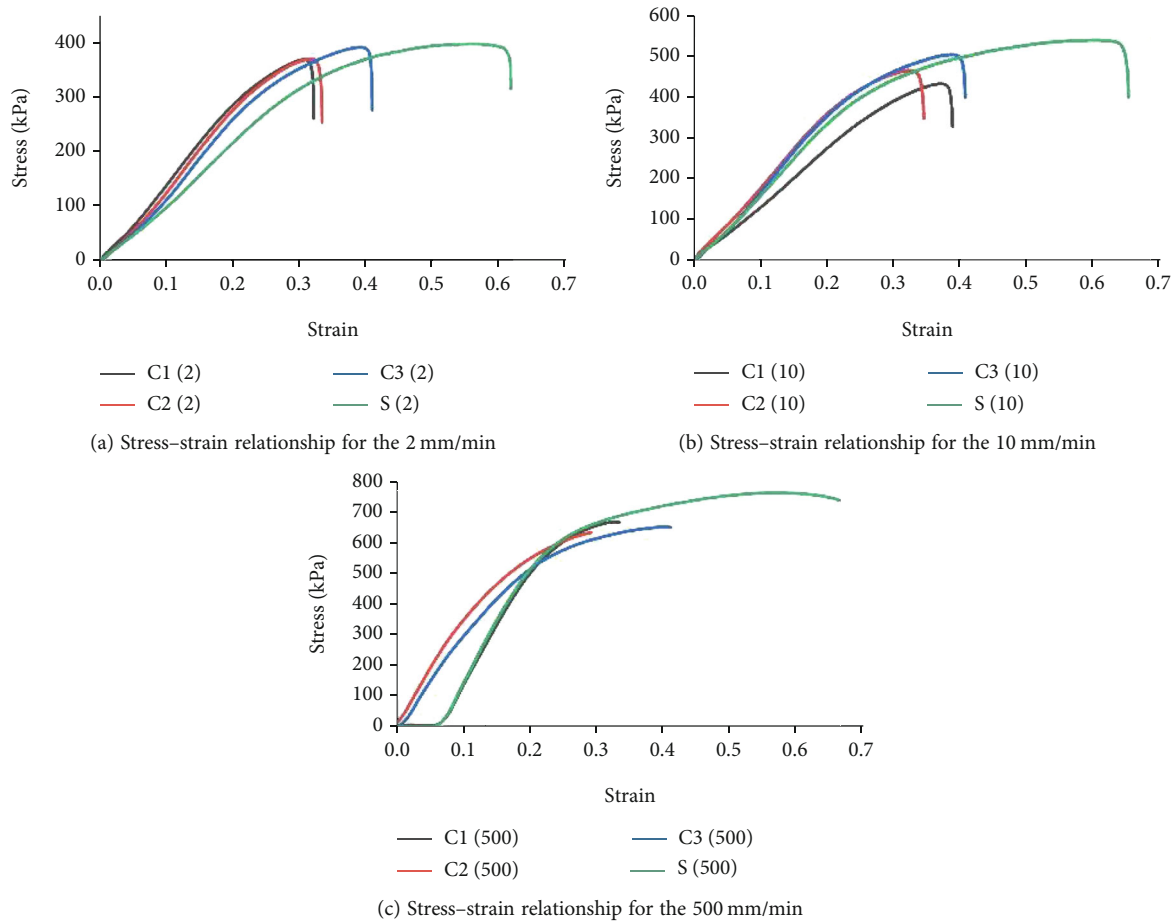 400
300
200
100
0
Stress (kPa)
0.0 0.1 0.2 0.3 0.4 0.5 0.6 0.7
Strain
C1 (2) C3 (2)
C2 (2) S (2)
(a) Stress–strain relationship for the 2 mm/min
600
500
400
300
200
100
0
Stress (kPa)
0.0 0.1 0.2 0.3 0.4 0.5 0.6 0.7
Strain
C1 (10) C3 (10)
C2 (10) S (10)
(b) Stress–strain relationship for the 10 mm/min
800
700
600
500
400
300
200
100
0
Stress (kPa)
0.0 0.1 0.2 0.3 0.4 0.5 0.6 0.7
Strain
C1 (500) C3 (500)
C2 (500) S (500)
(c) Stress–strain relationship for the 500 mm/min